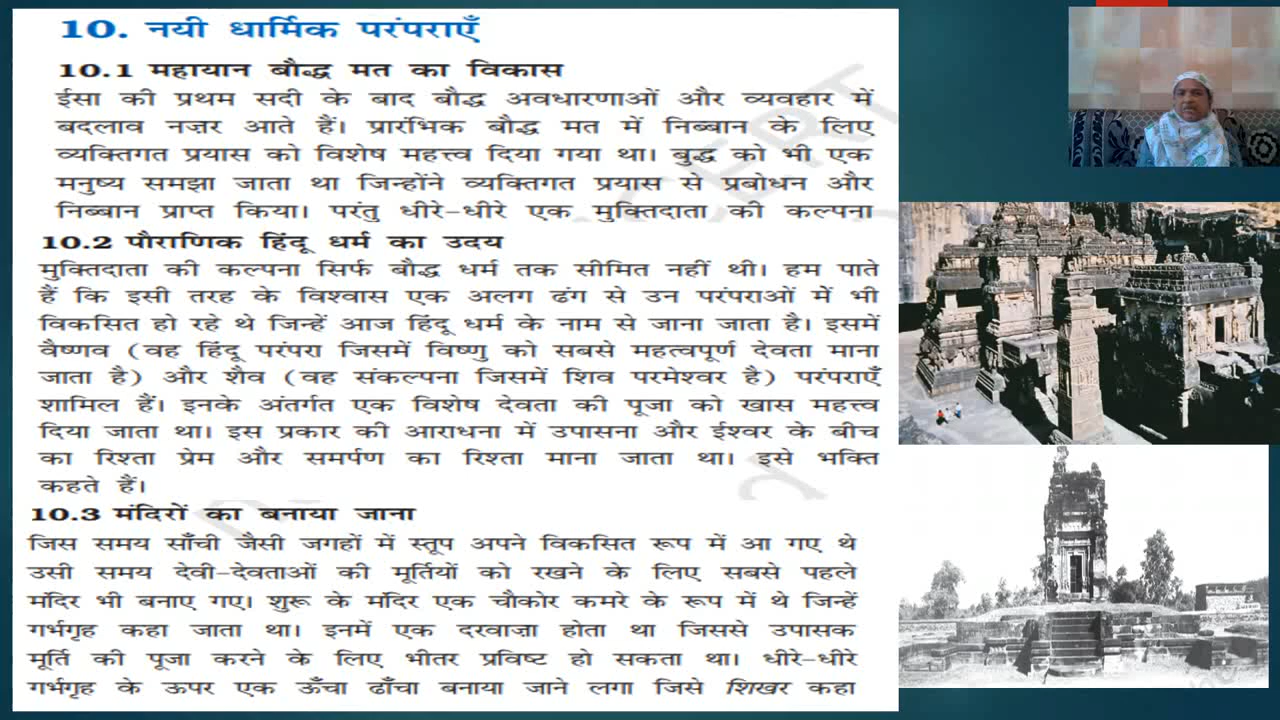 10. नयी धार्मिक परंपराएँ
10.1 महायान बौद्ध मत का विकास
ईसा की प्रथम सदी के बाद बौद्ध अवधारणाओं और व्यवहार में
बदलाव नज़र आते हैं। प्रारंभिक बौद्ध मत में निब्बान के लिए
व्यक्तिगत प्रयास को विशेष महत्त्व दिया गया था। बुद्ध को भी एक
मनुष्य समझा जाता था जिन्होंने व्यक्तिगत प्रयास से प्रबोधन और
निब्बान प्राप्त किया। परंतु धीरे-धीरे एक मुक्तिदाता की कल्पना
10.2 पौराणिक हिंदू धर्म का उदय
मुक्तिदाता की कल्पना सिर्फ बौद्ध धर्म तक सीमित नहीं थी। हम पाते
हैं कि इसी तरह के विश्वास एक अलग ढंग से उन परंपराओं में भी
विकसित हो रहे थे जिन्हें आज हिंदू धर्म के नाम से जाना जाता है। इसमें
वैष्णव (वह हिंदू परंपरा जिसमें विष्णु को सबसे महत्वपूर्ण देवता माना
जाता है) और शैव (वह संकल्पना जिसमें शिव परमेश्वर है) परंपराएँ
शामिल हैं। इनके अंतर्गत एक विशेष देवता की पूजा को खास महत्त्व
दिया जाता था। इस प्रकार की आराधना में उपासना और ईश्वर के बीच
का रिश्ता प्रेम और समर्पण का रिश्ता माना जाता था। इसे भक्ति
कहते हैं।
10.3 मंदिरों का बनाया जाना
जिस समय साँची जैसी जगहों में स्तूप अपने विकसित रूप में आ गए थे
उसी समय देवी-देवताओं की मूर्तियों को रखने के लिए सबसे पहले
मंदिर भी बनाए गए। शुरू के मंदिर एक चौकोर कमरे के रूप में थे जिन्हें
गर्भगृह कहा जाता था। इनमें एक दरवाज़ा होता था जिससे उपासक
मूर्ति की पूजा करने के लिए भीतर प्रविष्ट हो सकता था। धीरे-धीरे
गर्भगृह के ऊपर एक ऊँचा ढाँचा बनाया जाने लगा जिसे शिखर कहा